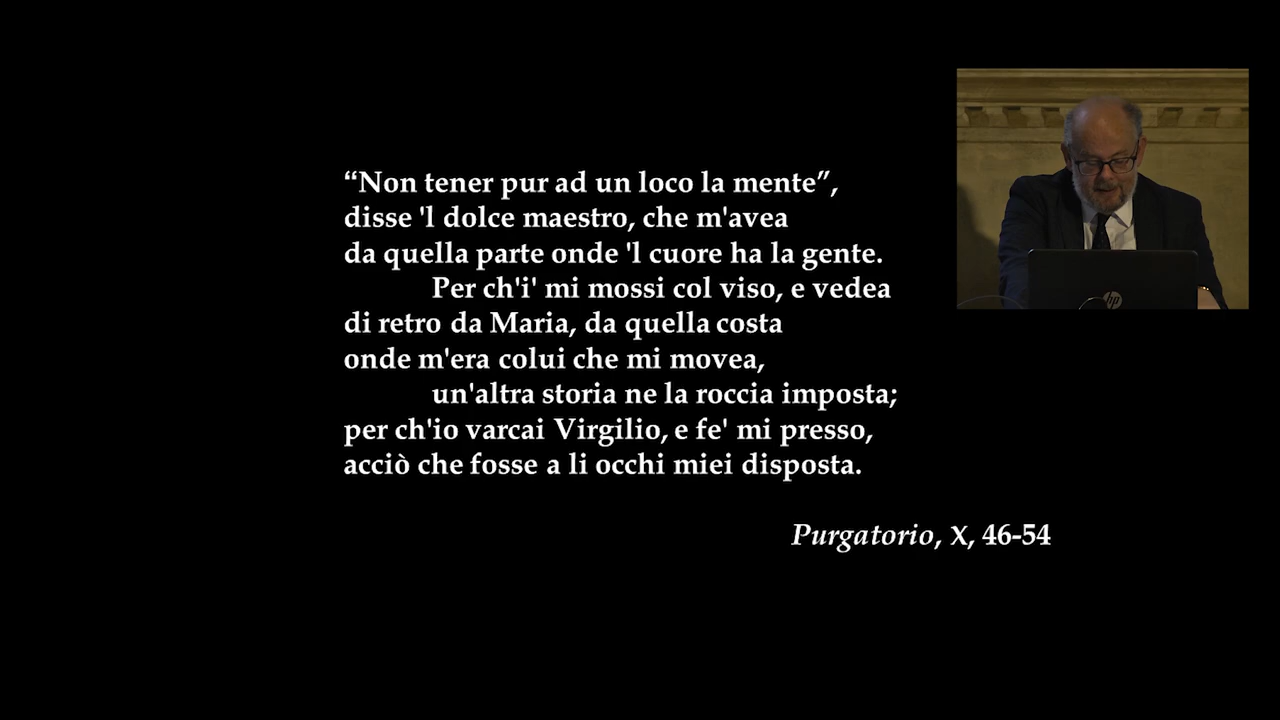 “Non tener pur ad un loco la mente”,
disse 'l dolce maestro, che m'avea
da quella parte onde 'l cuore ha la gente.
Per ch'i' mi mossi col viso, e vedea
di retro da Maria, da quella costa
onde m'era colui che mi movea,
un'altra storia ne la roccia imposta;
per ch'io varcai Virgilio, e fe' mi presso,
acciò che fosse a li occhi miei disposta.
Purgatorio, X, 46-54
hp